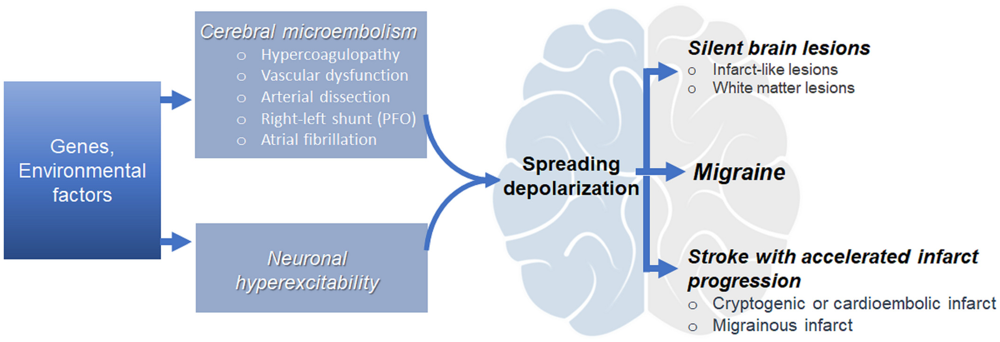 Genes,
Environmental
factors
Cerebral microembolism
o Hypercoagulopathy
o Vascular dysfunction
o Arterial dissection
o Right-left shunt (PFO)
o Atrial fibrillation
Neuronal
hyperexcitability
Spreading
depolarization
Silent brain lesions
o Infarct-like lesions
o White matter lesions
Migraine
Stroke with accelerated infarct
progression
o Cryptogenic or cardioembolic infarct
o Migrainous infarct